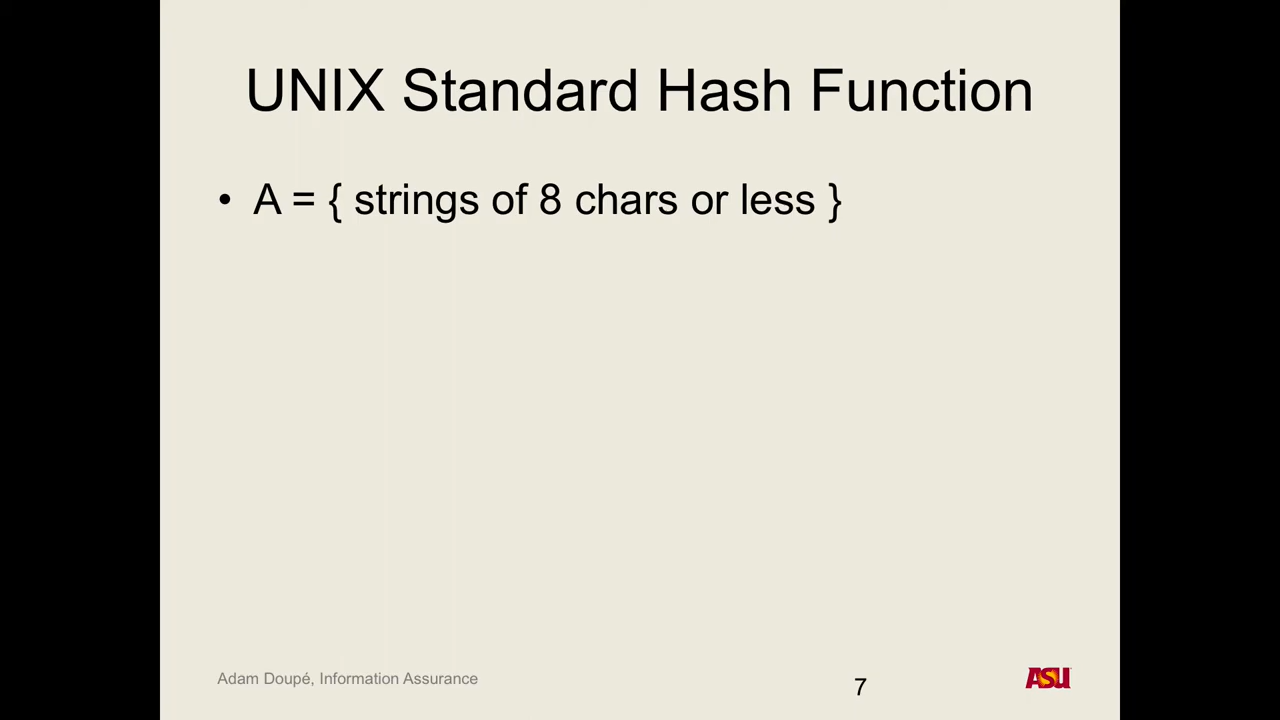 UNIX Standard Hash Function
• A = { strings of 8 chars or less }
Adam Doupé, Information Assurance
7
ASU